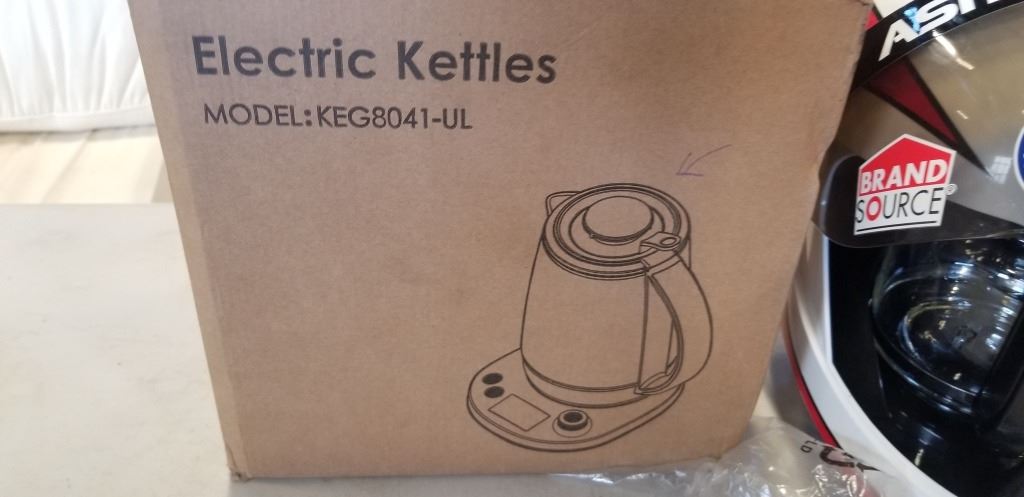 Electric Kettles
MODEL:KEG8041-UL
BRAND
SOURCE®